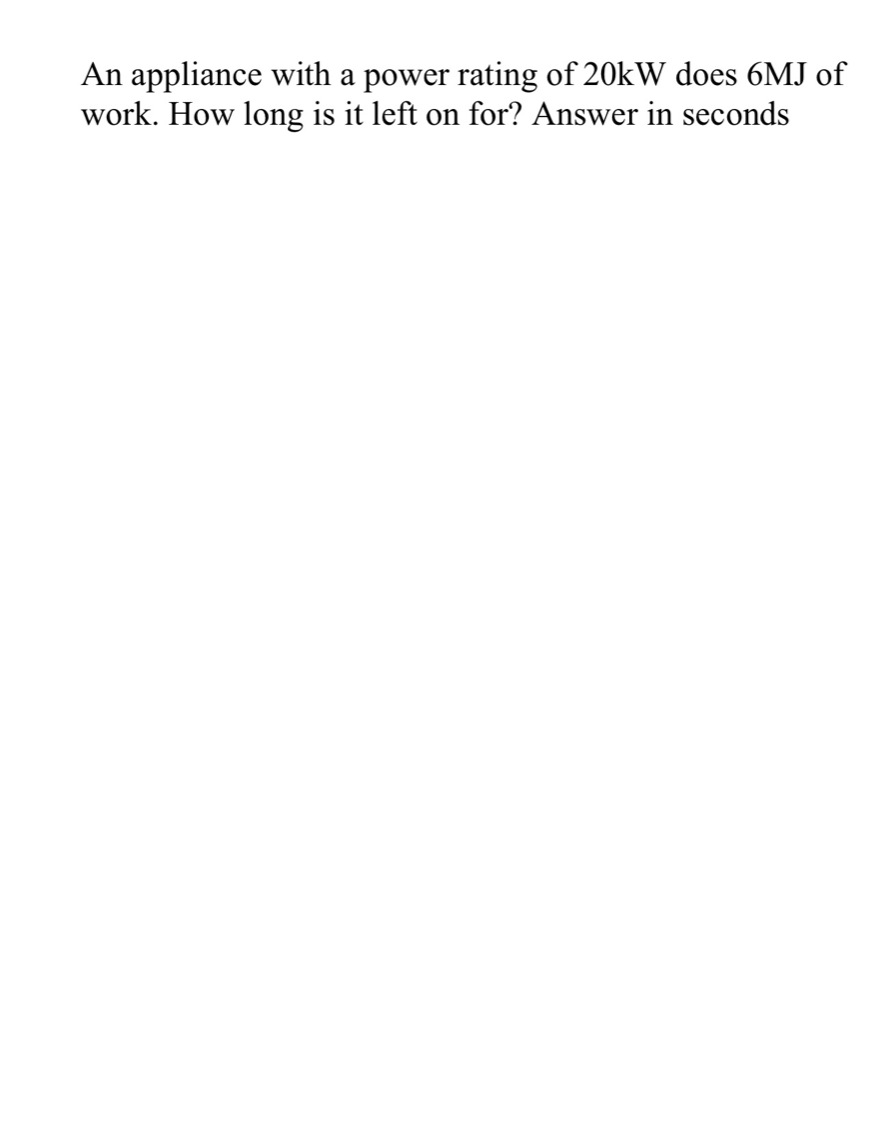 An appliance with a power rating of 20kW does 6MJ of
work. How long is it left on for? Answer in seconds